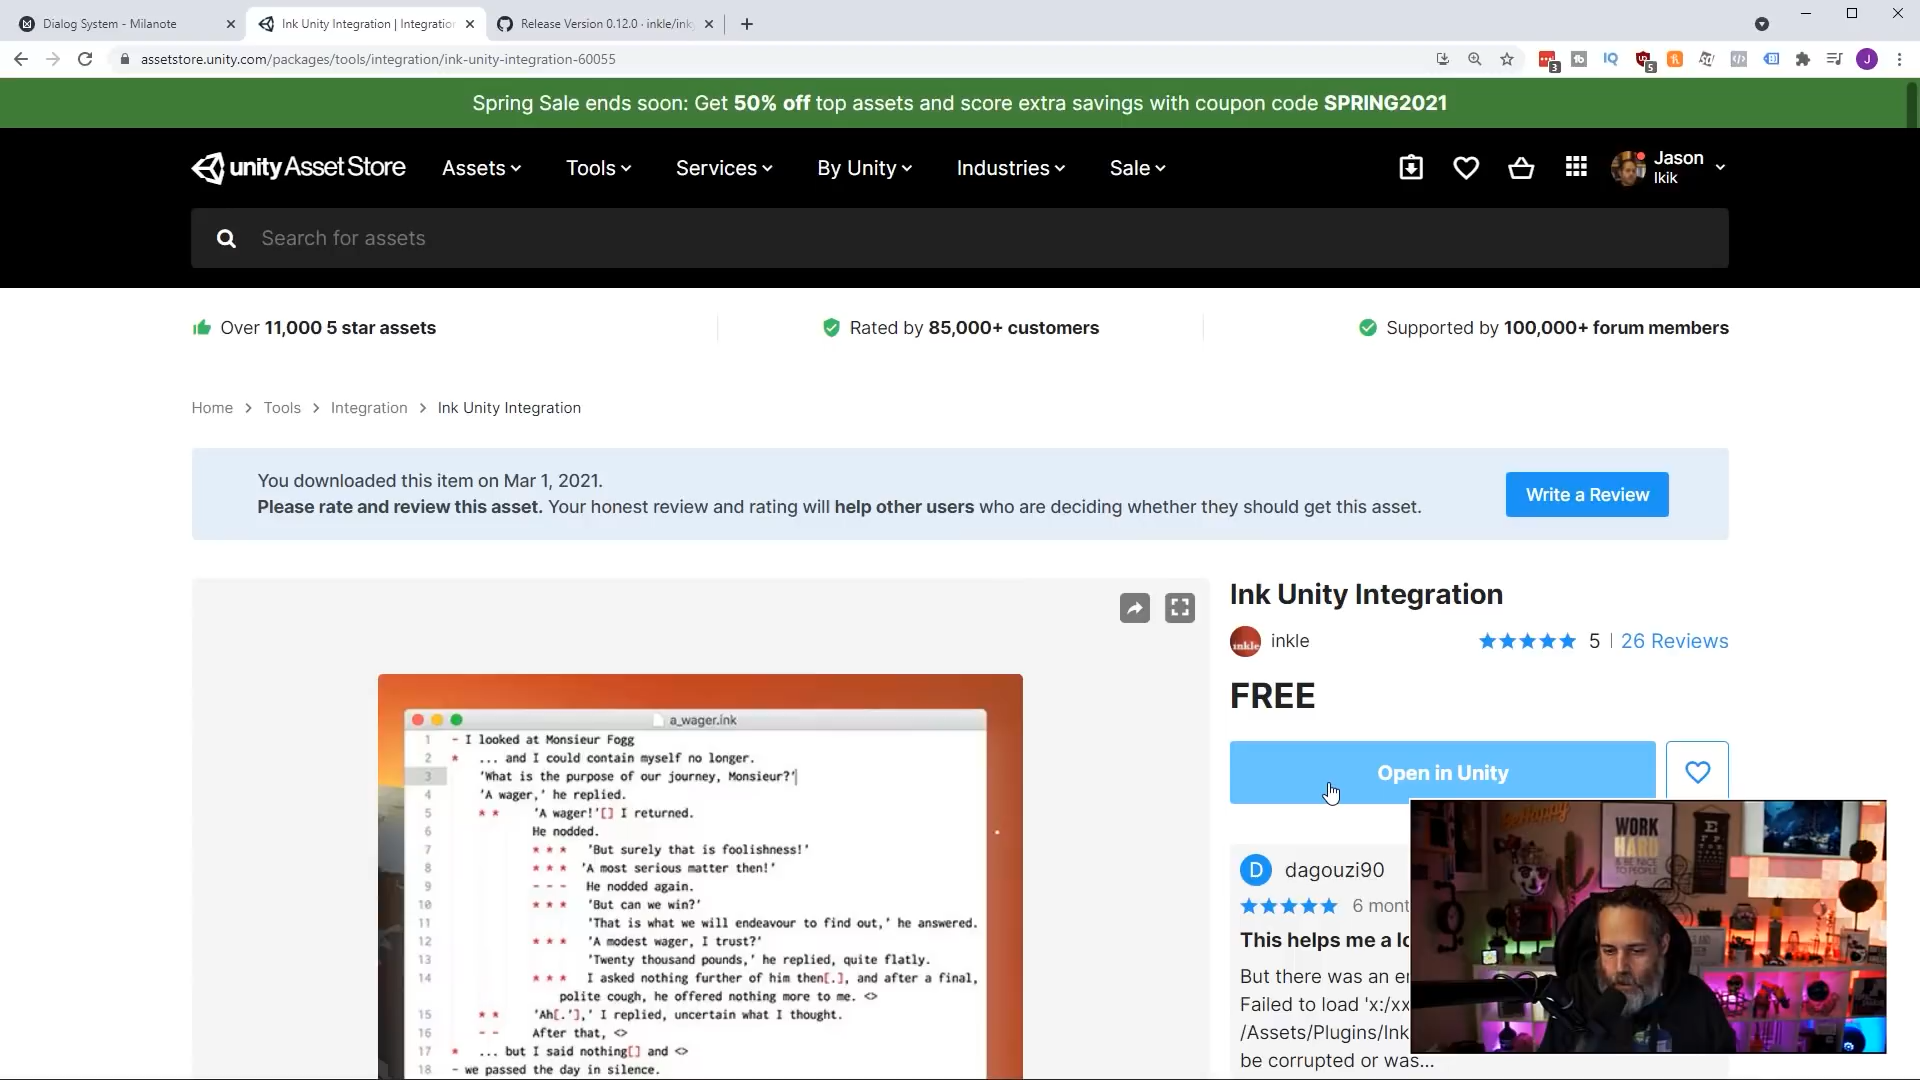 Dialog System - Milanote
Ink Unity Integration | Integration
Release Version 0.12.0 · inkle/ink
assetstore.unity.com/packages/tools/integration/ink-unity-integration-60055
3
5
J
Spring Sale ends soon: Get 50% off top assets and score extra savings with coupon code SPRING2021
unity Asset Store
Assets
Tools
Services
By Unity
Industries
Sale
Jason
Ikik
Search for assets
Over 11,000 5 star assets
Rated by 85,000+ customers
Supported by 100,000+ forum members
Home > Tools > Integration > Ink Unity Integration
You downloaded this item on Mar 1, 2021.
Please rate and review this asset. Your honest review and rating will help other users who are deciding whether they should get this asset.
Write a Review
Ink Unity Integration
inkle
inkle
5 | 26 Reviews
FREE
Open in Unity
D
dagouzi90
6 mont
This helps me a lo
But there was an er
Failed to load 'x:/xx
/Assets/Plugins/Ink
be corrupted or was...
a_wager.ink
1 - I looked at Monsieur Fogg
2 * ... and I could contain myself no longer.
3 'What is the purpose of our journey, Monsieur?'
4 'A wager,' he replied.
5 * * 'A wager!'[] I returned.
6 He nodded.
7 * * * 'But surely that is foolishness!'
8 * * * 'A most serious matter then!'
9 - - - He nodded again.
10 * * * 'But can we win?'
11 'That is what we will endeavour to find out,' he answered.
12 * * * 'A modest wager, I trust?'
13 'Twenty thousand pounds,' he replied, quite flatly.
14 * * * I asked nothing further of him then[.], and after a final,
polite cough, he offered nothing more to me. <>
15 * * 'Ah[.'],' I replied, uncertain what I thought.
16 - - After that, <>
17 * ... but I said nothing[] and <>
18 - we passed the day in silence.
WORK
HARD
& BE NICE
TO PEOPLE